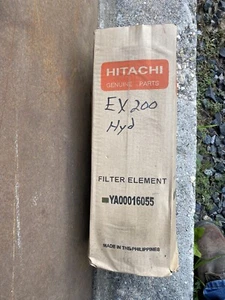 HITACHI
GENUINE PARTS
EX 200
Hyd
FILTER ELEMENT
YA00016055
MADE IN THE PHILIPPINES